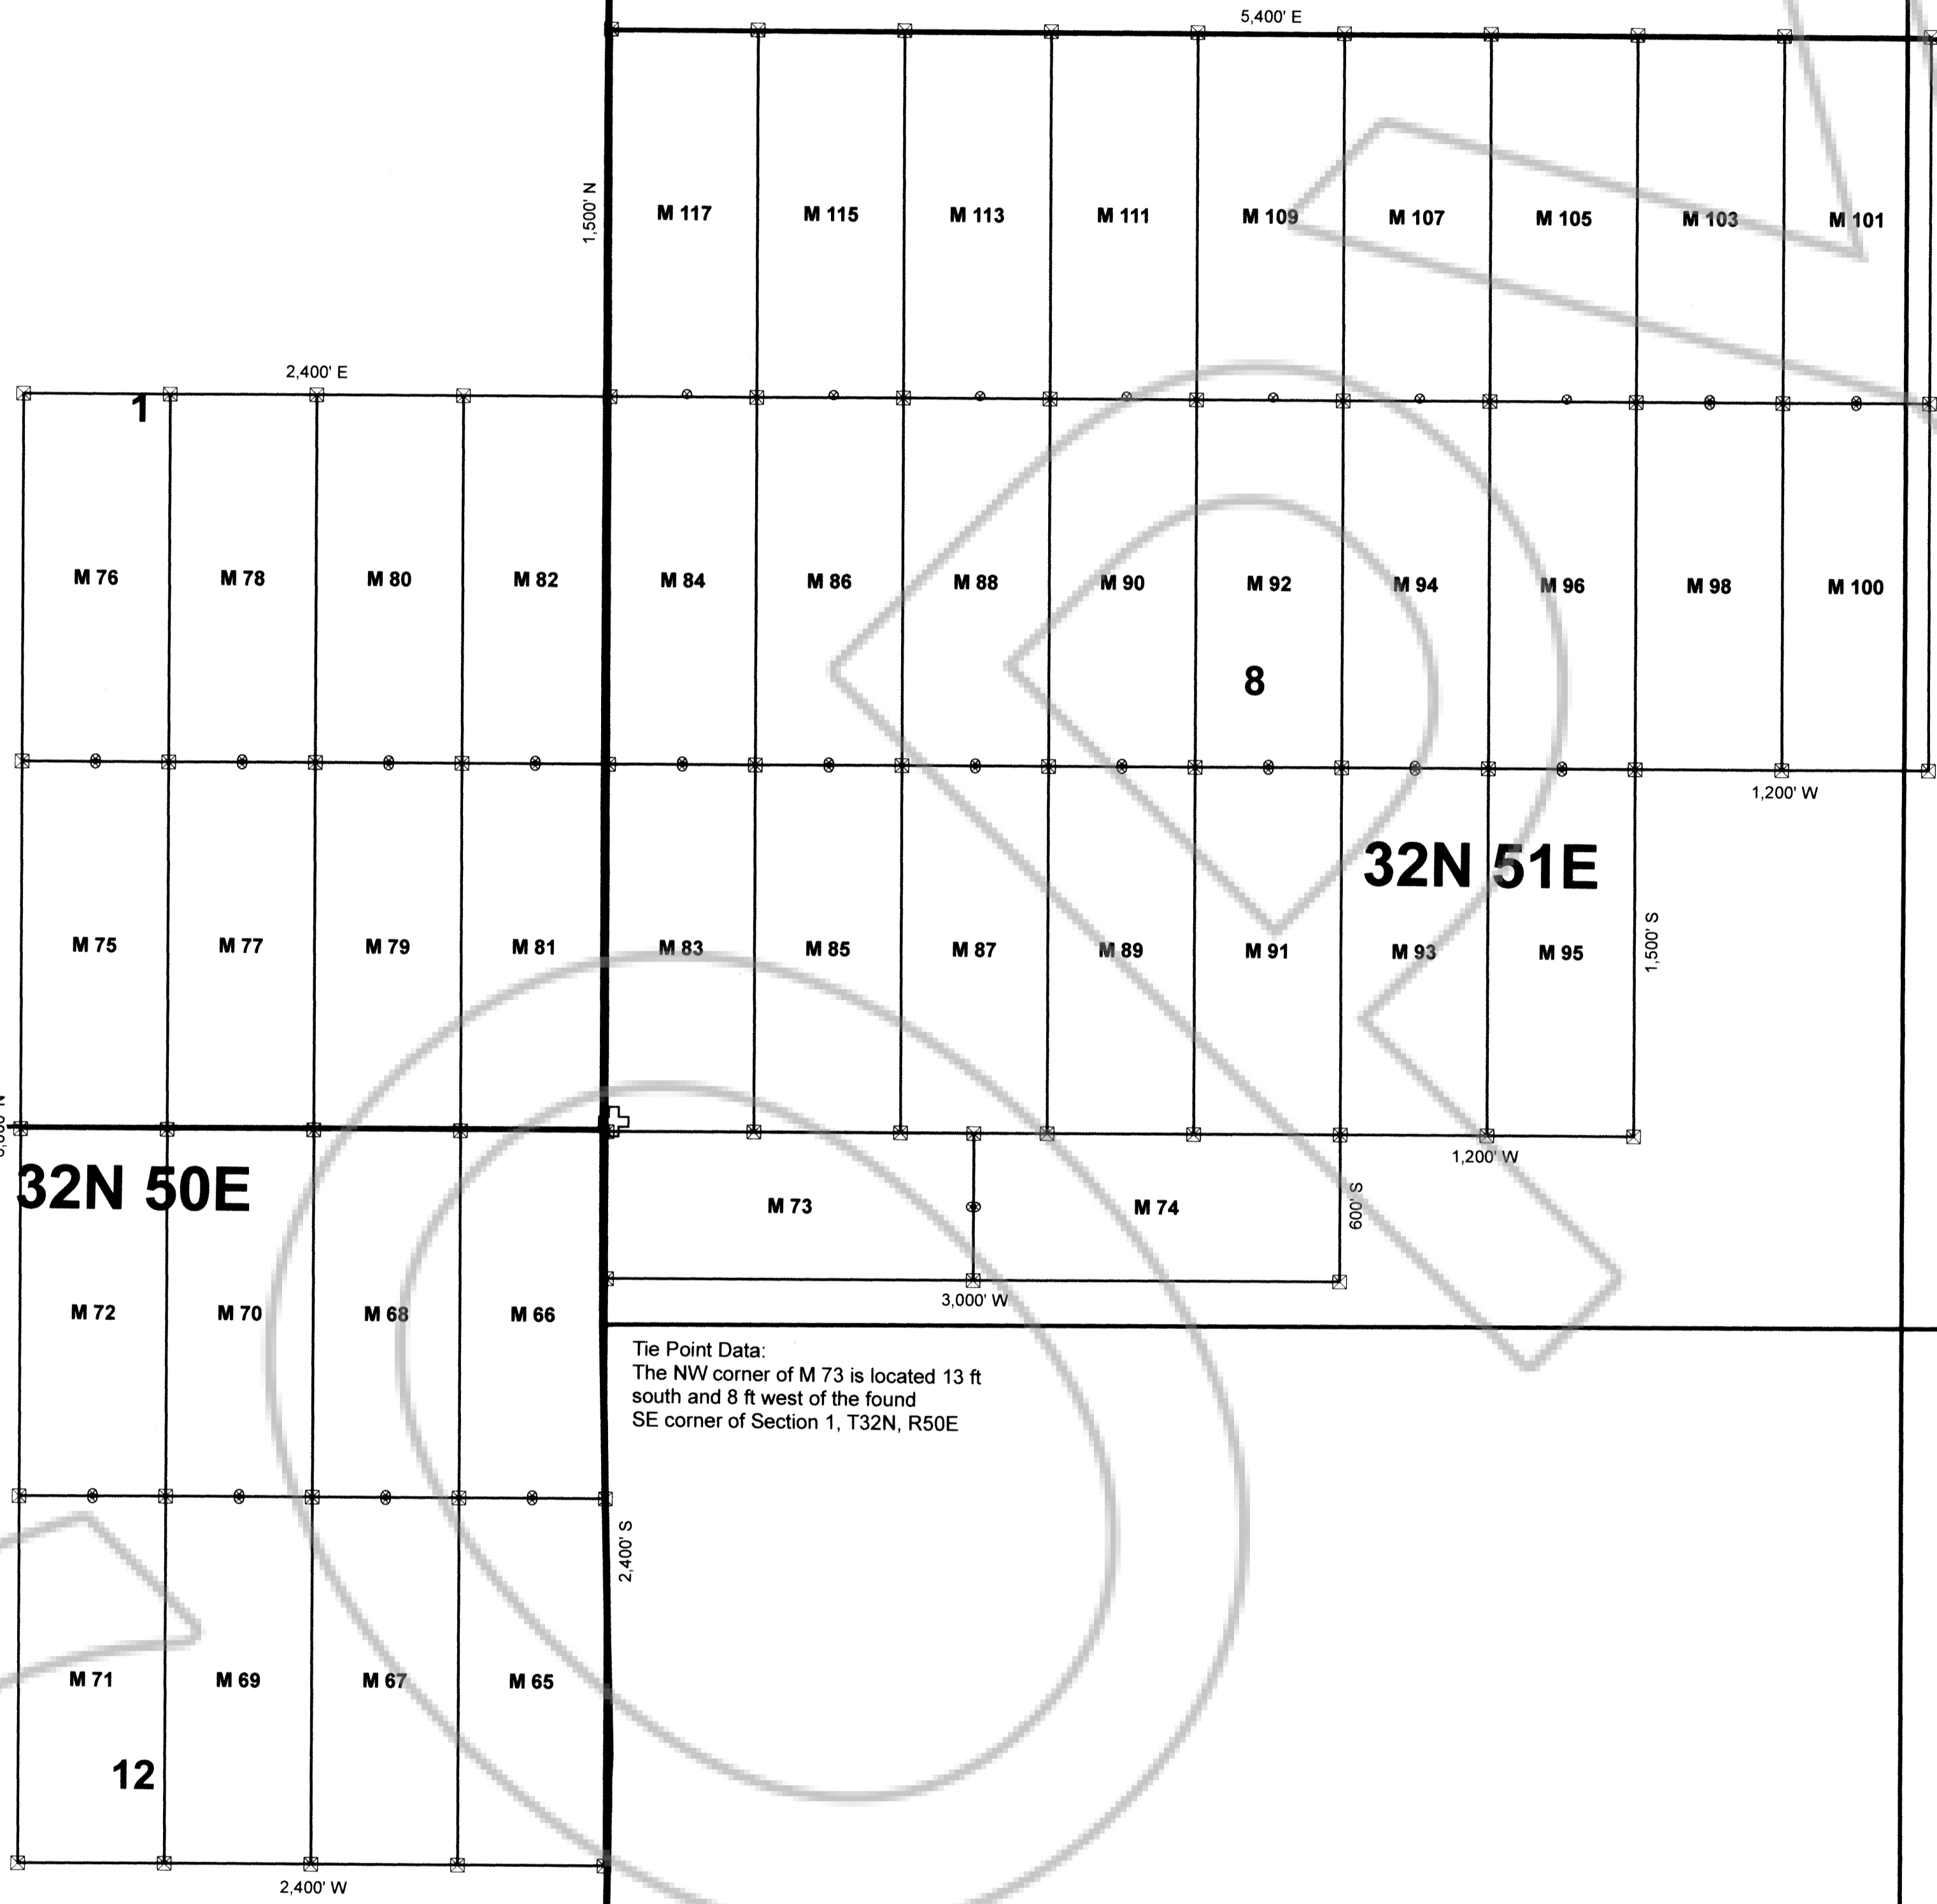 5,400' E
1,500' N
M 117
M 115
M 113
M 111
M 109
M 107
M 105
M 103
M 101
2,400' E
1
M 76
M 78
M 80
M 82
M 84
M 86
M 88
M 90
M 92
M 94
M 96
M 98
M 100
8
1,200' W
32N 51E
M 75
M 77
M 79
M 81
M 83
M 85
M 87
M 89
M 91
M 93
M 95
1,500' S
1,200' W
32N 50E
M 73
M 74
600' S
3,000' W
M 72
M 70
M 68
M 66
Tie Point Data:
The NW corner of M 73 is located 13 ft
south and 8 ft west of the found
SE corner of Section 1, T32N, R50E
2,400' S
M 71
M 69
M 67
M 65
12
2,400' W